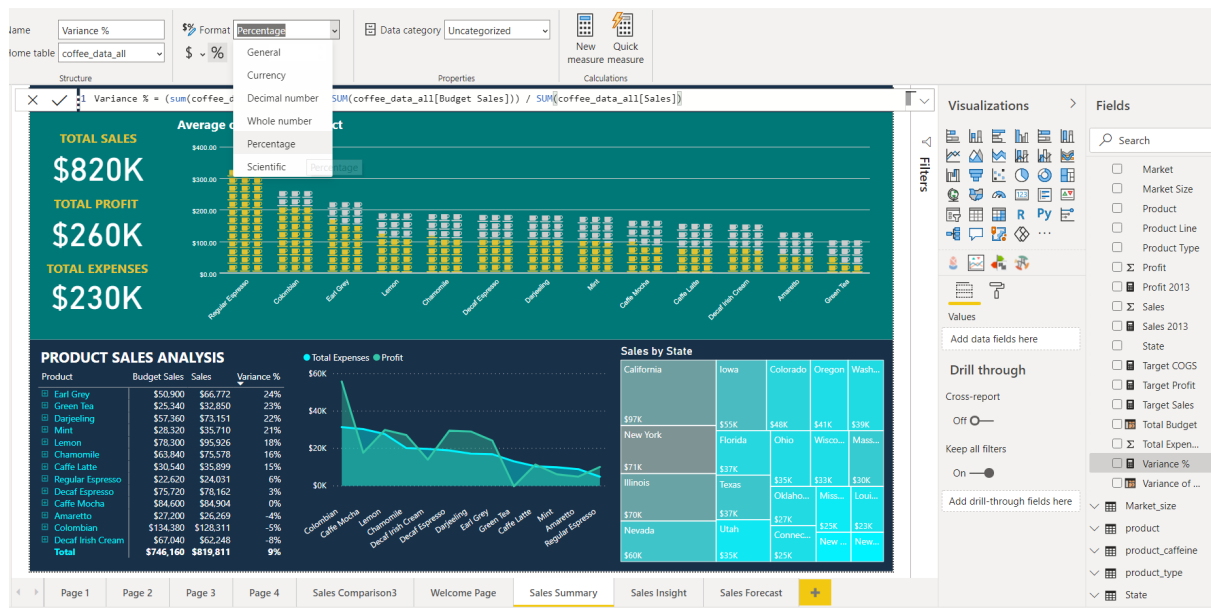 Name Variance %
Home table coffee_data_all
Structure
Format Percentage
$ %
General
Currency
Decimal number
Whole number
Percentage
Scientific
Percentage
Data category Uncategorized
Properties
New measure
Quick measure
Calculations
1 Variance % = (sum(coffee_d SUM(coffee_data_all[Budget Sales])) / SUM(coffee_data_all[Sales])
TOTAL SALES
$820K
TOTAL PROFIT
$260K
TOTAL EXPENSES
$230K
Average
$400.00
$300.00
$200.00
$100.00
$0.00
Regular Espresso
Colombian
Earl Grey
Lemon
Chamomile
Decaf Espresso
Darjeeling
Mint
Caffe Mocha
Caffe Latte
Decaf Irish Cream
Amaretto
Green Tea
PRODUCT SALES ANALYSIS
Product Budget Sales Sales Variance %
Earl Grey $50,900 $66,772 24%
Green Tea $25,340 $32,850 23%
Darjeeling $57,360 $73,151 22%
Mint $28,320 $35,710 21%
Lemon $78,300 $95,926 18%
Chamomile $63,840 $75,578 16%
Caffe Latte $30,540 $35,899 15%
Regular Espresso $22,620 $24,031 6%
Decaf Espresso $75,720 $78,162 3%
Caffe Mocha $84,600 $84,904 0%
Amaretto $27,200 $26,269 -4%
Colombian $134,380 $128,311 -5%
Decaf Irish Cream $67,040 $62,248 -8%
Total $746,160 $819,811 9%
Total Expenses Profit
$60K
$40K
$20K
$0K
Colombian
Caffe Mocha
Lemon
Chamomile
Decaf Irish Cream
Decaf Espresso
Darjeeling
Earl Grey
Green Tea
Caffe Latte
Mint
Amaretto
Regular Espresso
Sales by State
California
$97K
New York
$71K
Illinois
$70K
Nevada
$60K
Iowa
$55K
Florida
$37K
Texas
$37K
Utah
$35K
Colorado
$48K
Oregon
$41K
Wash...
$39K
Ohio
$35K
Wisco...
$33K
Mass...
$30K
Oklaho...
$27K
Miss...
$25K
Loui...
$23K
Connec...
$25K
New ...
New...
Filters
Visualizations
R Py
123
...
Values
Add data fields here
Drill through
Cross-report
Off
Keep all filters
On
Add drill-through fields here
Fields
Search
Market
Market Size
Product
Product Line
Product Type
Σ Profit
Profit 2013
Σ Sales
Sales 2013
State
Target COGS
Target Profit
Target Sales
Total Budget
Σ Total Expen...
Variance %
Variance of ...
Market_size
product
product_caffeine
product_type
State
Page 1
Page 2
Page 3
Page 4
Sales Comparison3
Welcome Page
Sales Summary
Sales Insight
Sales Forecast
+